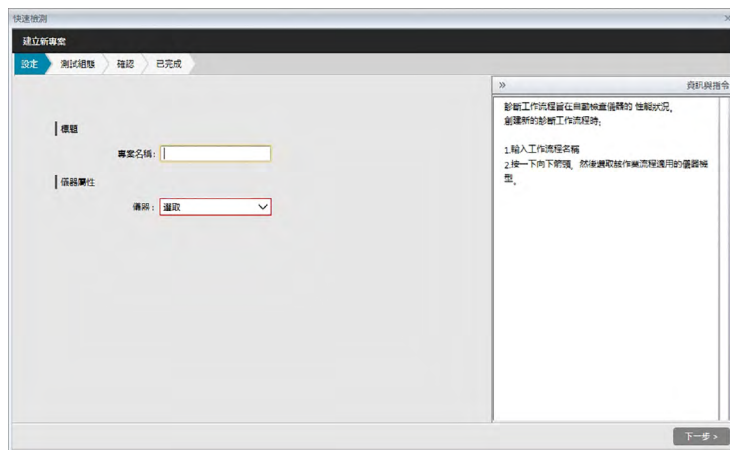 快速檢測
建立新專案
設定 測試組態 確認 已完成
» 資訊與指令
標題
專案名稱:
儀器屬性
儀器: 選取
診斷工作流程旨在自動檢查儀器的 性能狀況。
創建新的診斷工作流程時:
1.輸入工作流程名稱
2.按一下向下箭頭, 然後選取該作業流程適用的儀器機
型。
下一步 >